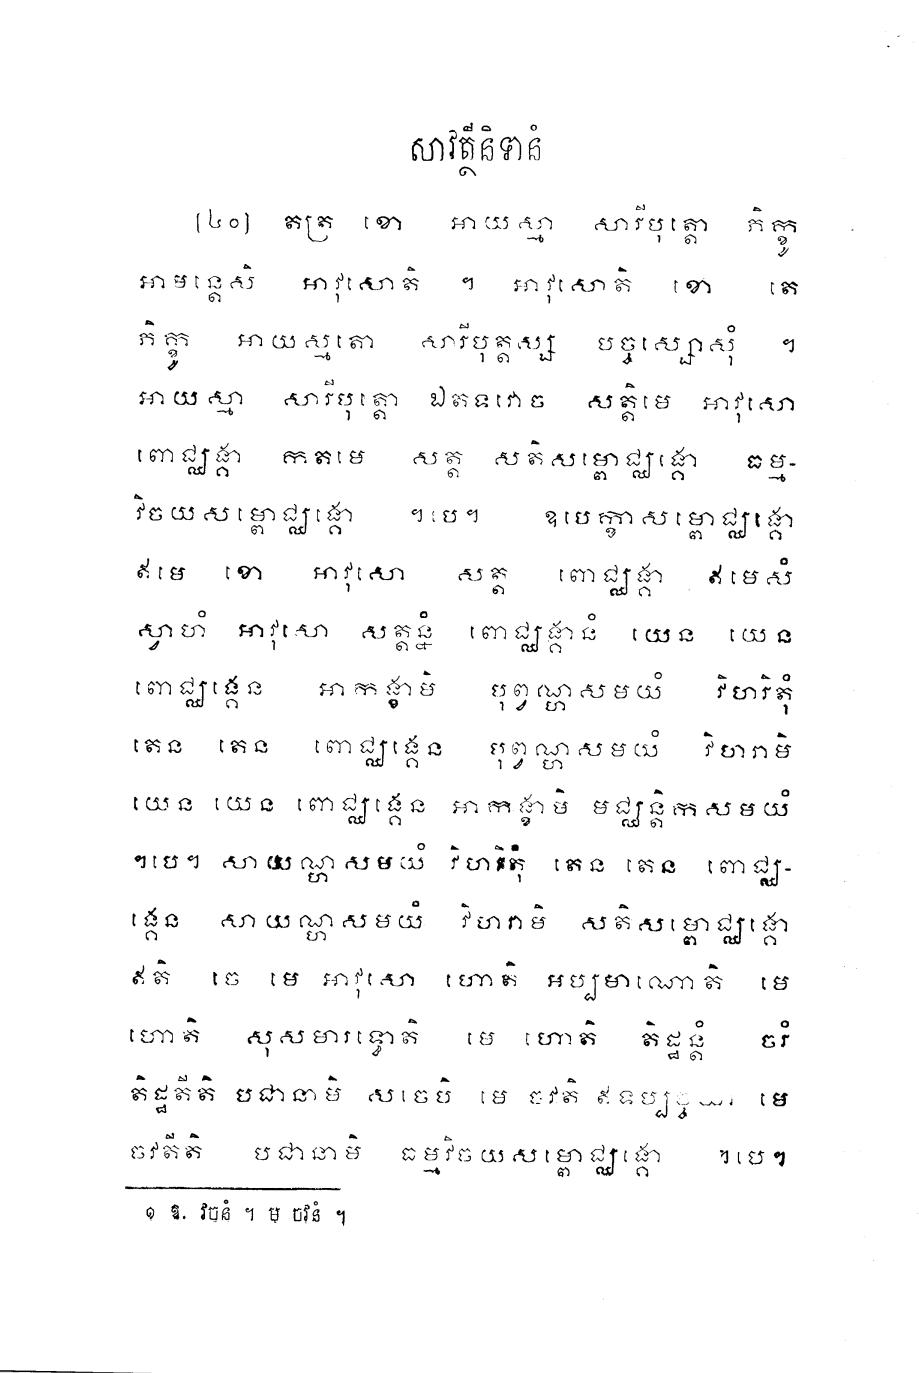 សាវត្ថីនិទានំ
[៤០] តត្រ ខោ អាយស្មា សារីបុត្តោ ភិក្ខូ
អាមន្តេសិ អាវុសោតិ ។ អាវុសោតិ ខោ តេ
ភិក្ខូ អាយស្មតោ សារីបុត្តស្ស បច្ចស្សោសុំ ។
អាយស្មា សារីបុត្តោ ឯតទវោច សត្តិមេ អាវុសោ
ពោជ្ឈង្គា កតមេ សត្ត សតិសម្ពោជ្ឈង្គោ ធម្ម-
វិចយសម្ពោជ្ឈង្គោ ។បេ។ ឧបេក្ខាសម្ពោជ្ឈង្គោ
ឥមេ ខោ អាវុសោ សត្ត ពោជ្ឈង្គា ឥមេសំ
ស្វាហំ អាវុសោ សត្តន្នំ ពោជ្ឈង្គានំ យេន យេន
ពោជ្ឈង្គេន អាកង្ខាមិ បុព្វណ្ហសមយំ វិហរិតុំ
តេន តេន ពោជ្ឈង្គេន បុព្វណ្ហសមយំ វិហរាមិ
យេន យេន ពោជ្ឈង្គេន អាកង្ខាមិ មជ្ឈន្តិកសមយំ
។បេ។ សាយណ្ហសមយំ វិហរិតុំ តេន តេន ពោជ្ឈ-
ង្គេន សាយណ្ហសមយំ វិហរាមិ សតិសម្ពោជ្ឈង្គោ
ឥតិ ចេ មេ អាវុសោ ហោតិ អប្បមាណោតិ មេ
ហោតិ សុសមារទ្ធោតិ មេ ហោតិ តិដ្ឋន្តំ ចរំ
តិដ្ឋតីតិ បជានាមិ សចេបិ មេ ចវតិ មេ
ចវតីតិ បជានាមិ ធម្មវិចយសម្ពោជ្ឈង្គោ ។បេ។
១ ឱ. វចនំ ។ ម. ចវនំ ។